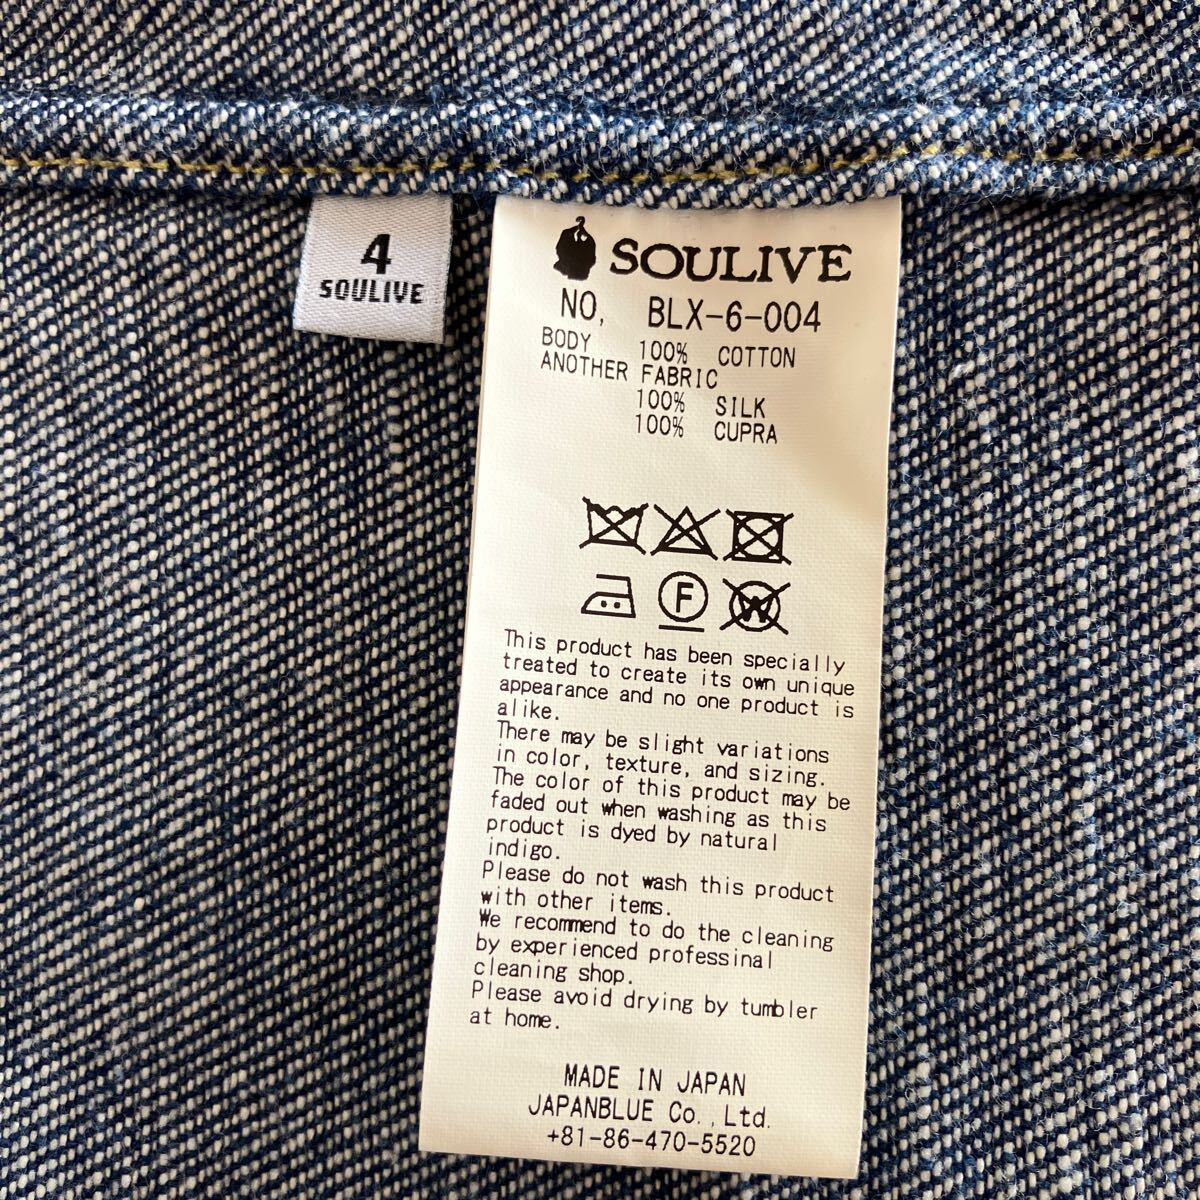 4
SOULIVE
SOULIVE
NO, BLX-6-004
BODY 100% COTTON
ANOTHER FABRIC
100% SILK
100% CUPRA
F
W
This product has been specially
treated to create its own unique
appearance and no one product is
alike.
There may be slight variations
in color, texture, and sizing.
The color of this product may be
faded out when washing as this
product is dyed by natural
indigo.
Please do not wash this product
with other items.
We recommend to do the cleaning
by experienced professinal
cleaning shop.
Please avoid drying by tumbler
at home.
MADE IN JAPAN
JAPANBLUE Co.,Ltd.
+81-86-470-5520